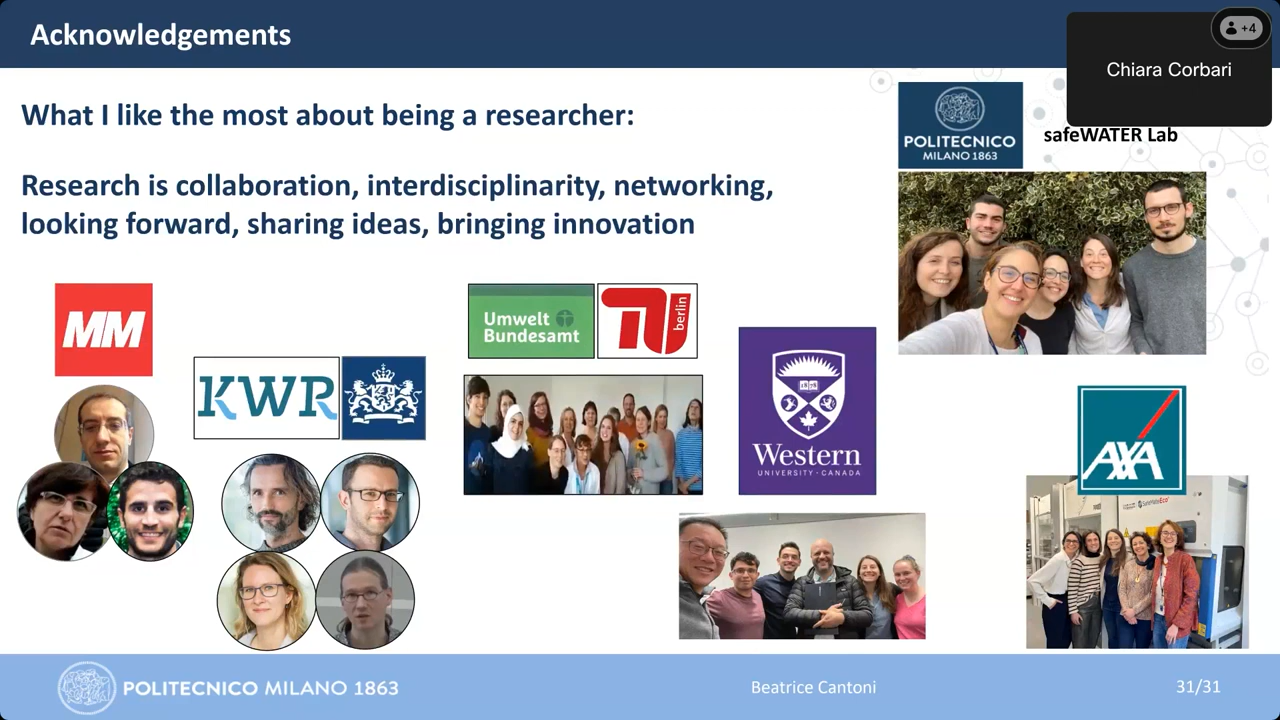 Acknowledgements
+4
Chiara Corbari
What I like the most about being a researcher:
Research is collaboration, interdisciplinarity, networking,
looking forward, sharing ideas, bringing innovation
POLITECNICO
MILANO 1863
safeWATER Lab
MM
KWR
Umwelt
Bundesamt
berlin
Western
UNIVERSITY · CANADA
AXA
POLITECNICO MILANO 1863
Beatrice Cantoni
31/31